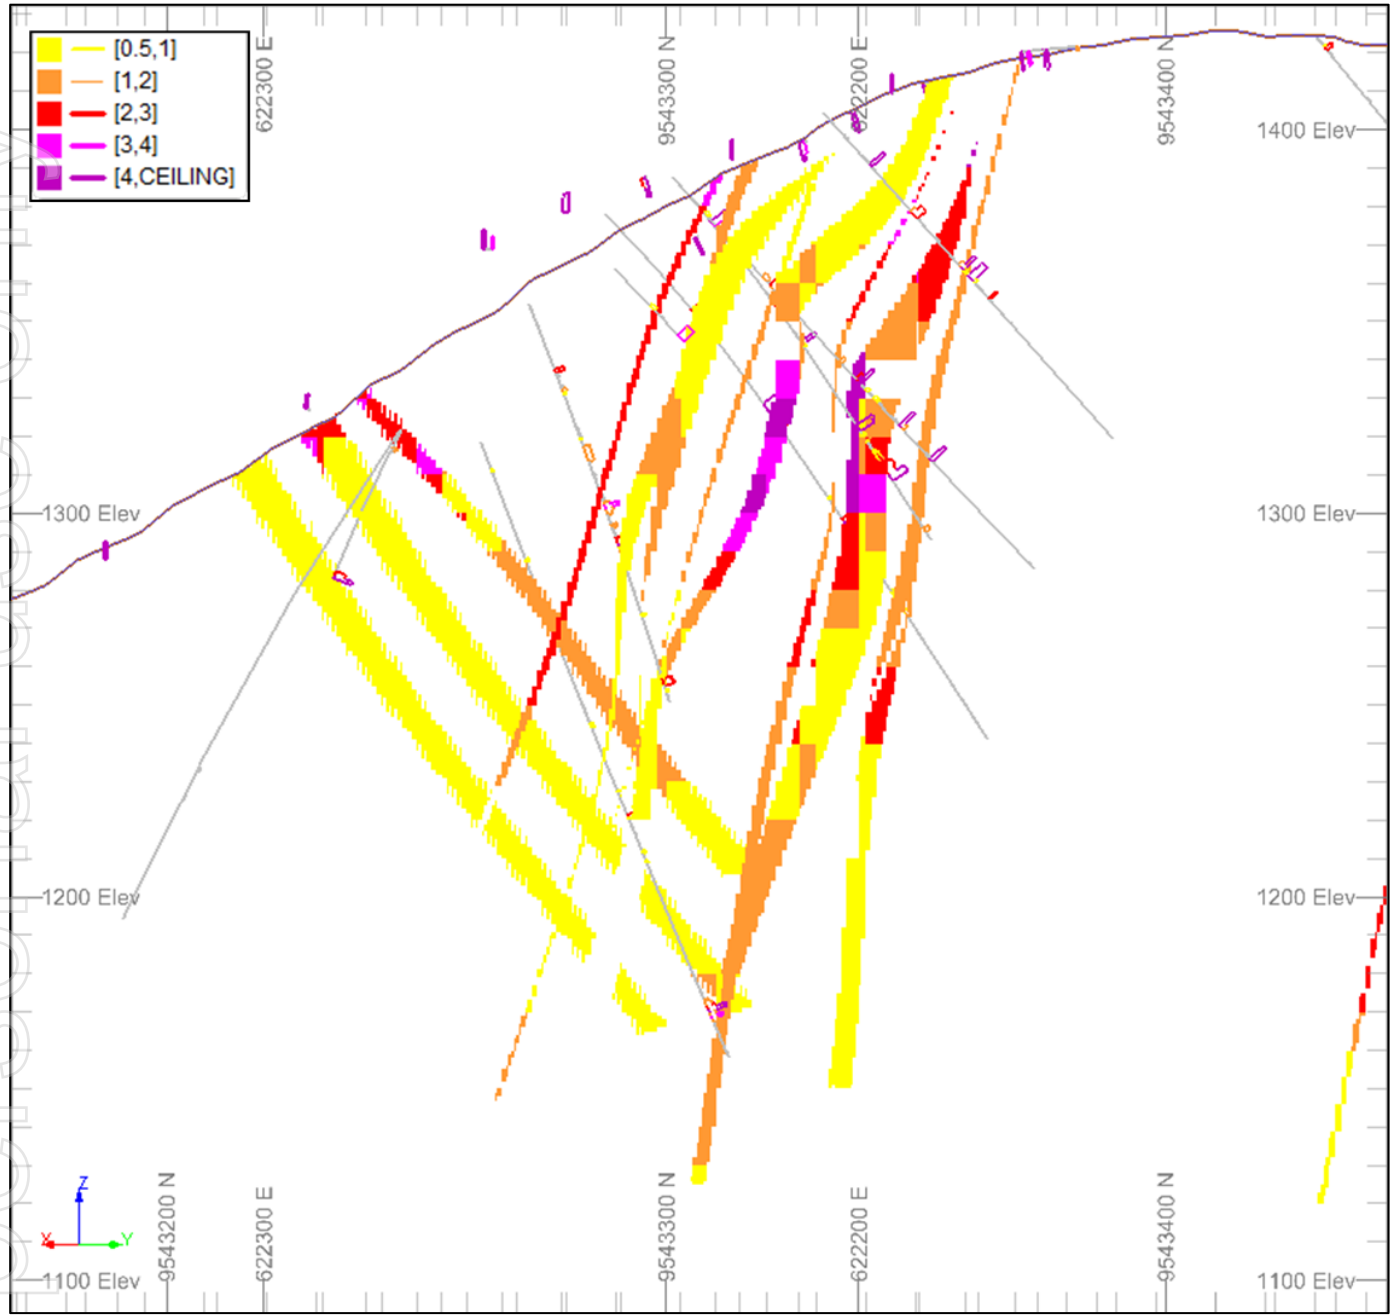 [0.5,1]
[1,2]
[2,3]
[3,4]
[4,CEILING]
622300 E
9543300 N
622200 E
9543400 N
1400 Elev
1300 Elev
1300 Elev
1200 Elev
1200 Elev
Z
X
Y
9543200 N
622300 E
9543300 N
622200 E
9543400 N
1100 Elev
1100 Elev